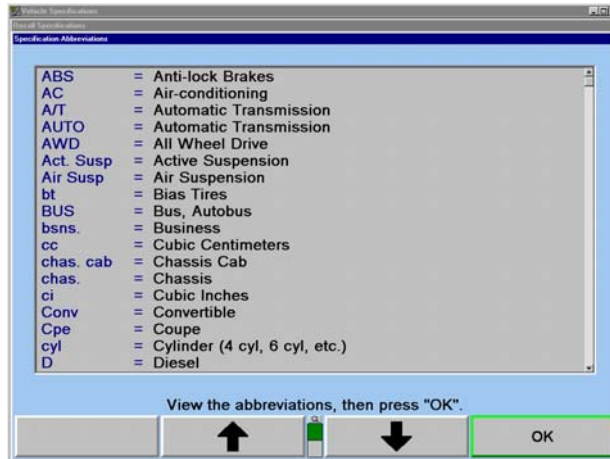 Vehicle Specifications
Recall Specifications
Specification Abbreviations
ABS = Anti-lock Brakes
AC = Air-conditioning
A/T = Automatic Transmission
AUTO = Automatic Transmission
AWD = All Wheel Drive
Act. Susp = Active Suspension
Air Susp = Air Suspension
bt = Bias Tires
BUS = Bus, Autobus
bsns. = Business
cc = Cubic Centimeters
chas. cab = Chassis Cab
chas. = Chassis
ci = Cubic Inches
Conv = Convertible
Cpe = Coupe
cyl = Cylinder (4 cyl, 6 cyl, etc.)
D = Diesel
View the abbreviations, then press "OK".
OK